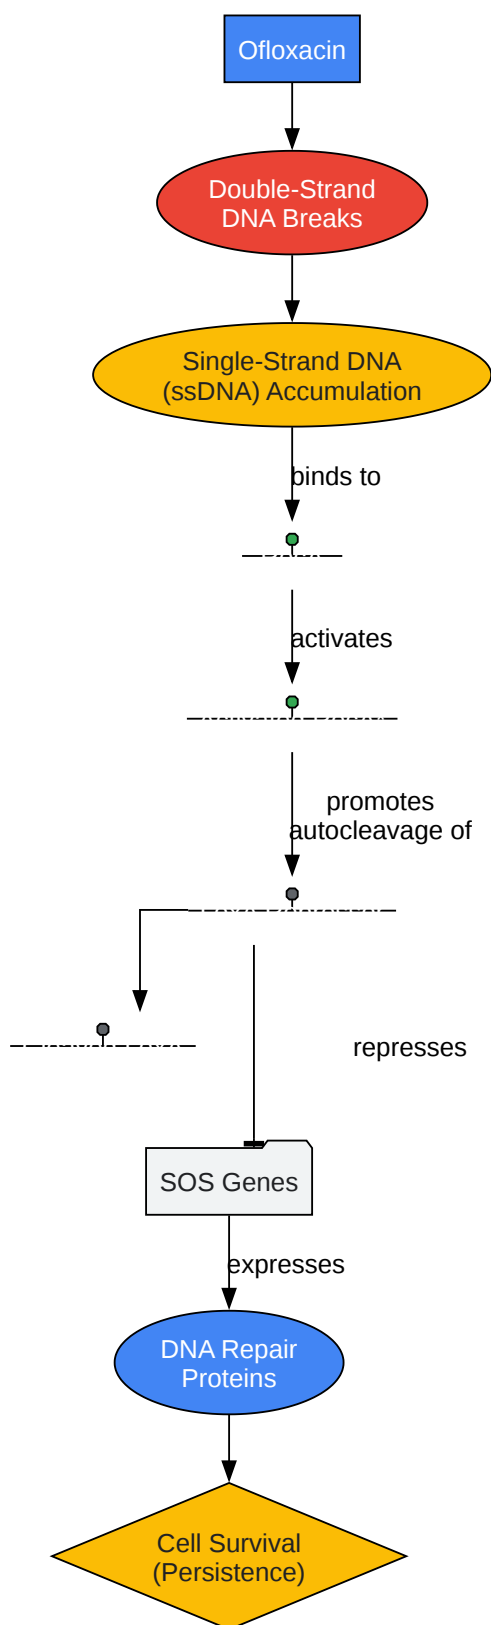 Ofloxacin
Double-Strand
DNA Breaks
Single-Strand DNA
(ssDNA) Accumulation
binds to
activates
promotes
autocleavage of
represses
SOS Genes
expresses
DNA Repair
Proteins
Cell Survival
(Persistence)